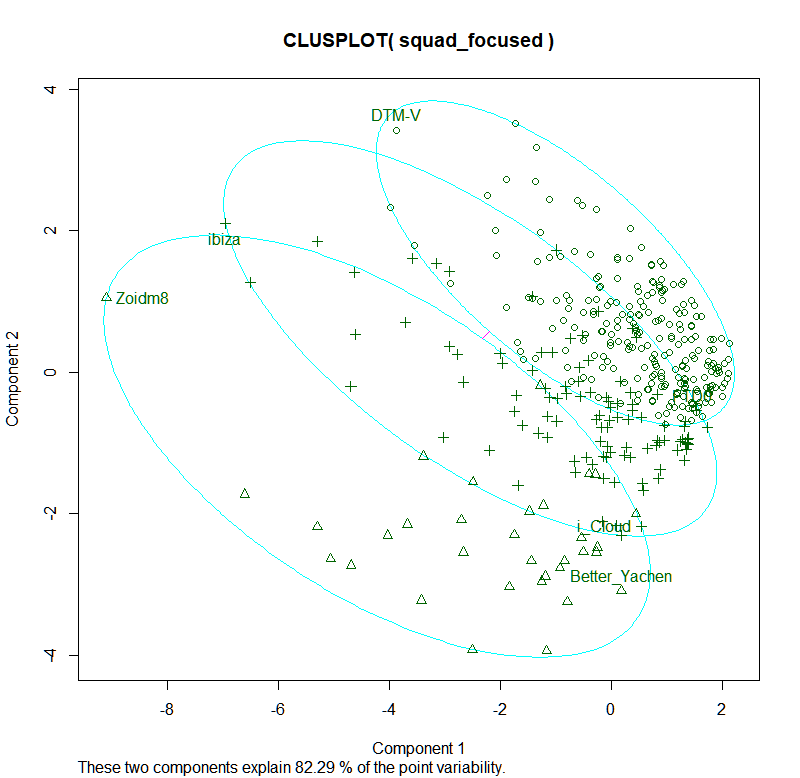 CLUSPLOT( squad_focused )
4
DTM-V
2
ibiza
Zoidm8
Component 2
0
-2
i_Cloud
Better_Yachen
-4
-8
-6
-4
-2
0
2
Component 1
These two components explain 82.29 % of the point variability.